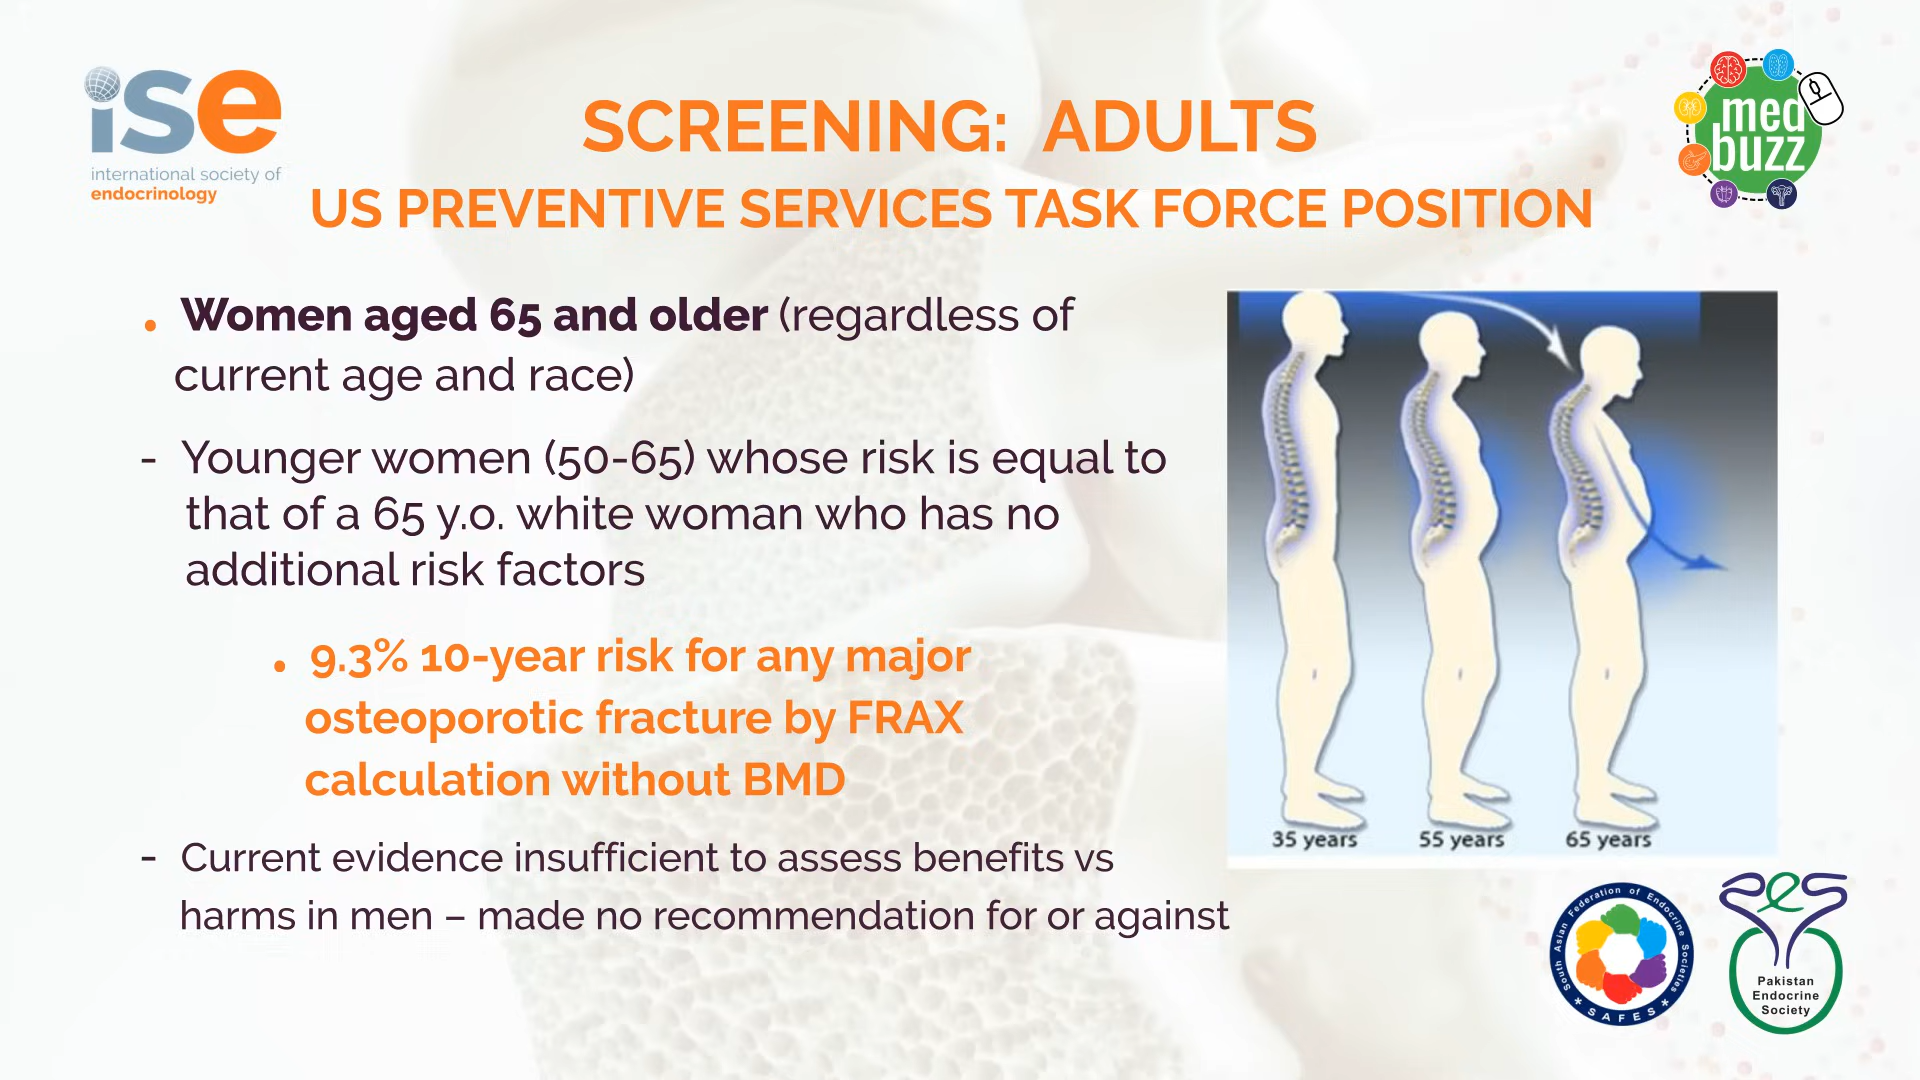 ise
international society of
endocrinology
SCREENING: ADULTS
US PREVENTIVE SERVICES TASK FORCE POSITION
med
buzz
. Women aged 65 and older (regardless of
current age and race)
- Younger women (50-65) whose risk is equal to
that of a 65 y.o. white woman who has no
additional risk factors
. 9.3% 10-year risk for any major
osteoporotic fracture by FRAX
calculation without BMD
- Current evidence insufficient to assess benefits vs
harms in men – made no recommendation for or against
35 years 55 years 65 years
South Asian Federation of Endocrine Societies
* SAFES *
PES
Pakistan
Endocrine
Society